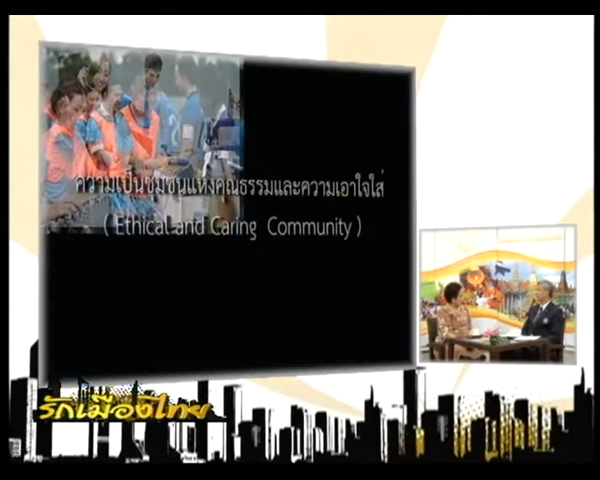 ความเป็นชุมชนแห่งคุณธรรมและความเอาใจใส่
( Ethical and Caring Community )
รักเมืองไทย